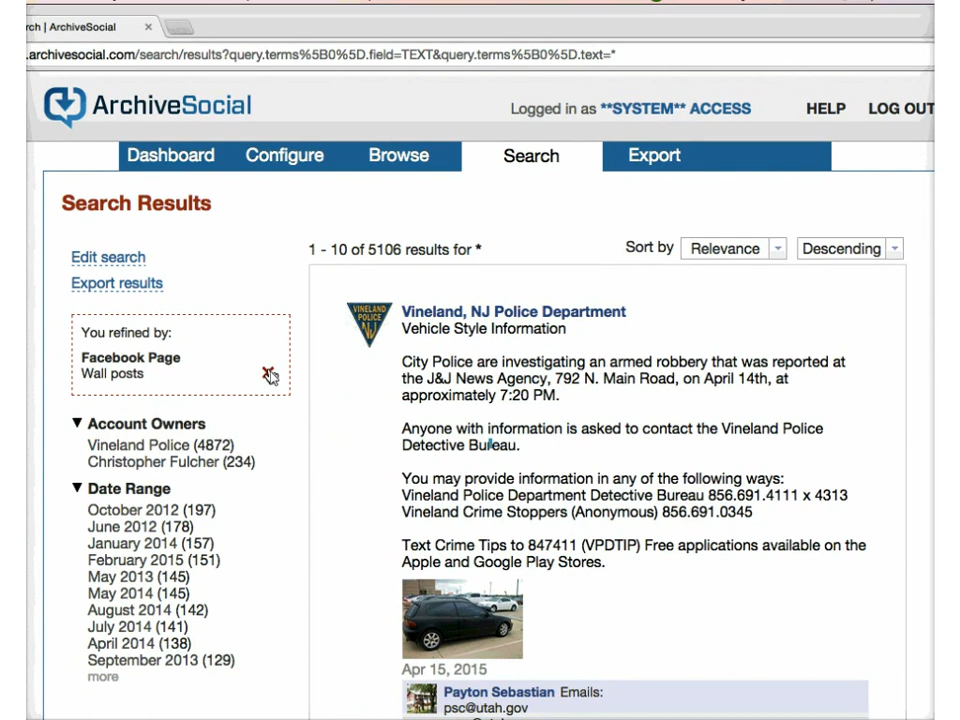 rch | ArchiveSocial ×
.archivesocial.com/search/results?query.terms%5B0%5D.field=TEXT&query.terms%5B0%5D.text=*
ArchiveSocial
Logged in as **SYSTEM** ACCESS HELP LOG OUT
Dashboard Configure Browse Search Export
Search Results
Edit search
Export results
You refined by:
Facebook Page
Wall posts
▼ Account Owners
Vineland Police (4872)
Christopher Fulcher (234)
▼ Date Range
October 2012 (197)
June 2012 (178)
January 2014 (157)
February 2015 (151)
May 2013 (145)
May 2014 (145)
August 2014 (142)
July 2014 (141)
April 2014 (138)
September 2013 (129)
more
1 - 10 of 5106 results for *
Sort by Relevance Descending
VINELAND
POLICE
NJ
Vineland, NJ Police Department
Vehicle Style Information
City Police are investigating an armed robbery that was reported at
the J&J News Agency, 792 N. Main Road, on April 14th, at
approximately 7:20 PM.
Anyone with information is asked to contact the Vineland Police
Detective Bureau.
You may provide information in any of the following ways:
Vineland Police Department Detective Bureau 856.691.4111 x 4313
Vineland Crime Stoppers (Anonymous) 856.691.0345
Text Crime Tips to 847411 (VPDTIP) Free applications available on the
Apple and Google Play Stores.
Apr 15, 2015
Payton Sebastian Emails:
psc@utah.gov